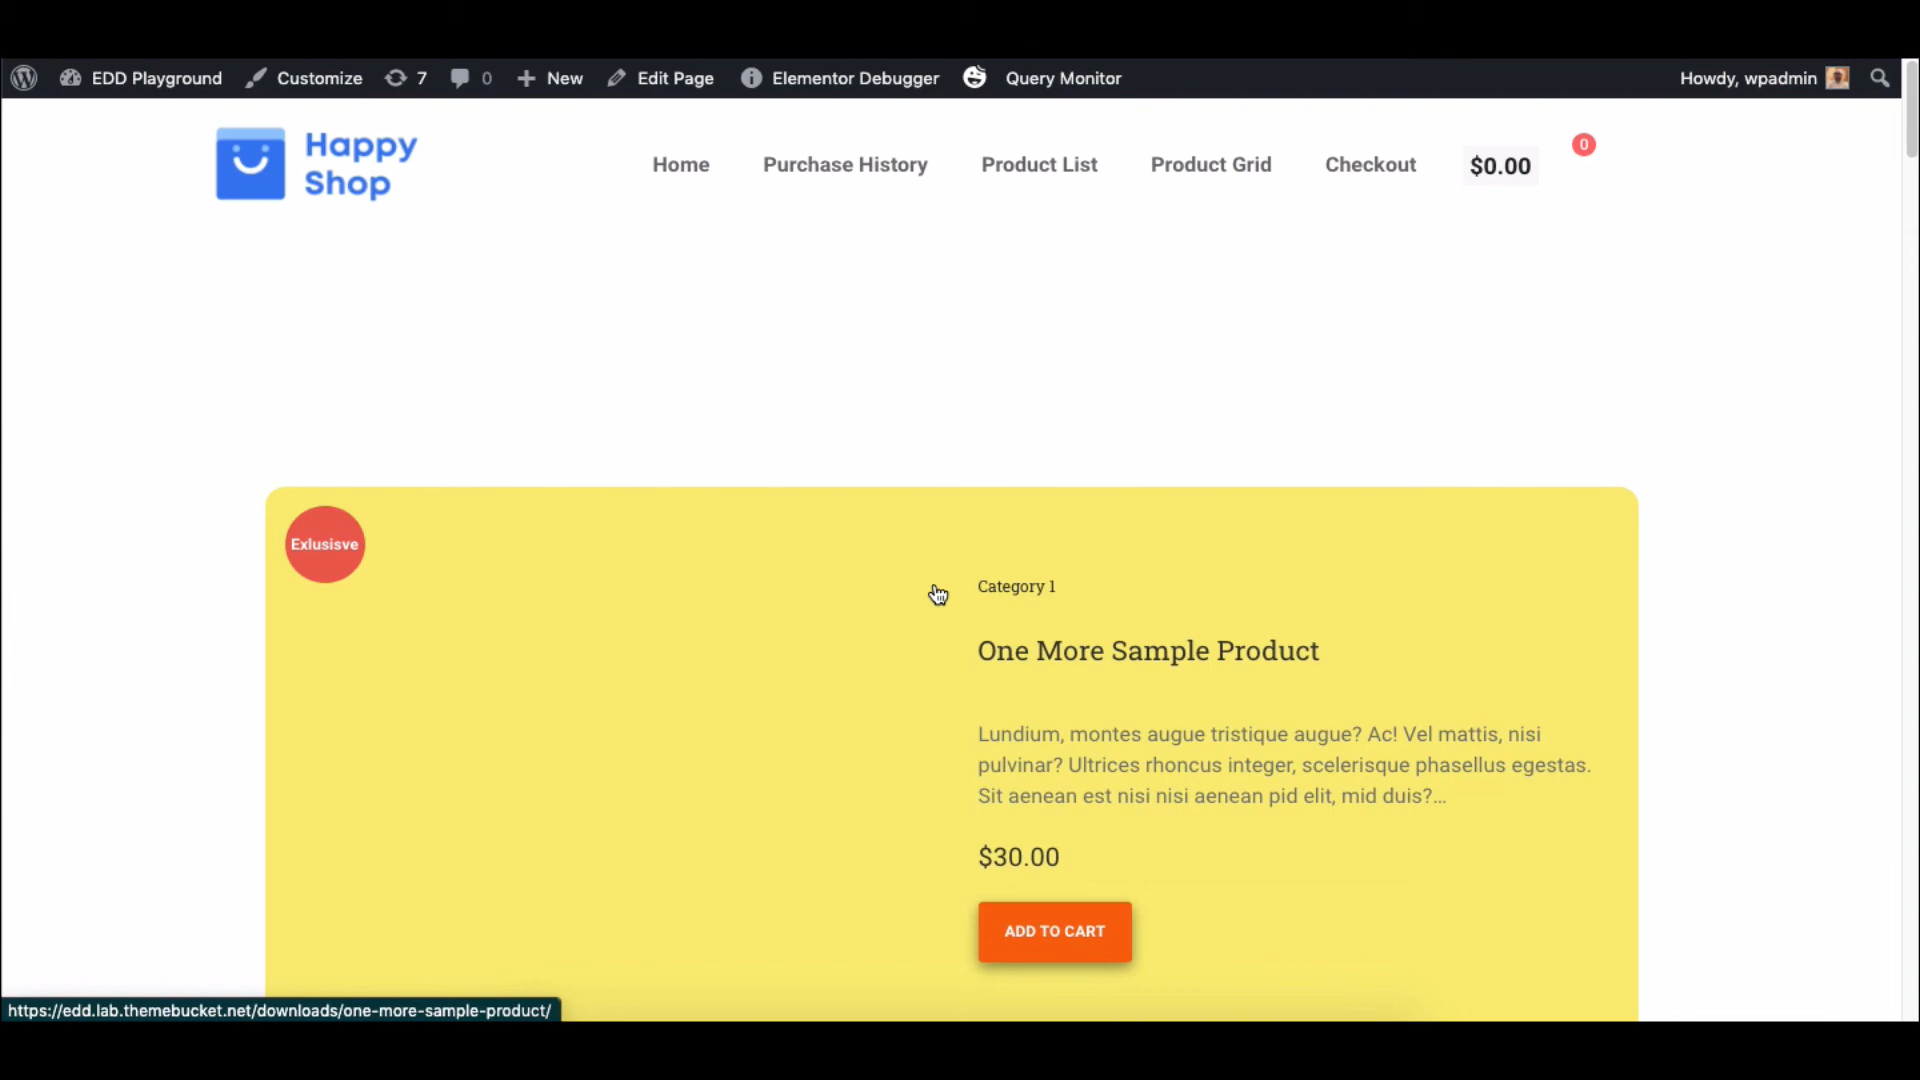 EDD Playground Customize 7 0 New Edit Page Elementor Debugger Query Monitor Howdy, wpadmin
Happy
Shop
Home Purchase History Product List Product Grid Checkout $0.00 0
Exlusisve
Category 1
One More Sample Product
Lundium, montes augue tristique augue? Ac! Vel mattis, nisi
pulvinar? Ultrices rhoncus integer, scelerisque phasellus egestas.
Sit aenean est nisi nisi aenean pid elit, mid duis?...
$30.00
ADD TO CART
https://edd.lab.themebucket.net/downloads/one-more-sample-product/